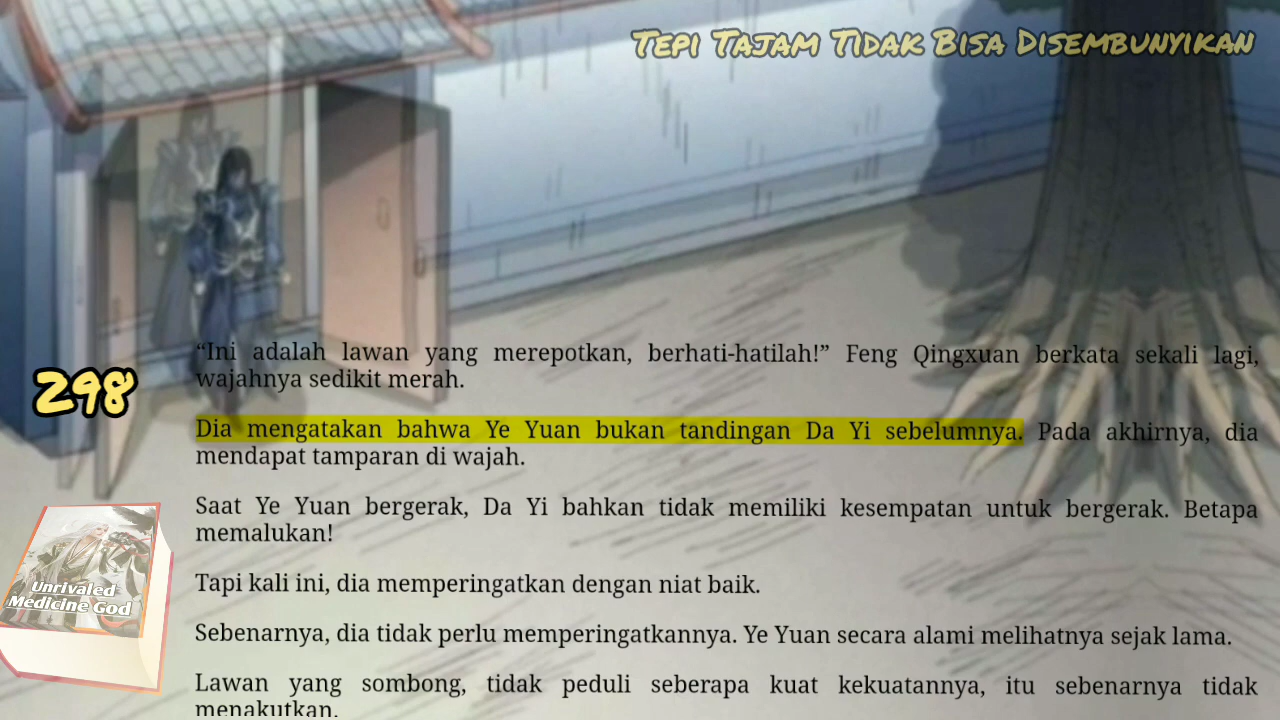 Tepi Tajam Tidak Bisa Disembunyikan
“Ini adalah lawan yang merepotkan, berhati-hatilah!” Feng Qingxuan berkata sekali lagi,
wajahnya sedikit merah.
298
Dia mengatakan bahwa Ye Yuan bukan tandingan Da Yi sebelumnya. Pada akhirnya, dia
mendapat tamparan di wajah.
Saat Ye Yuan bergerak, Da Yi bahkan tidak memiliki kesempatan untuk bergerak. Betapa
memalukan!
Tapi kali ini, dia memperingatkan dengan niat baik.
Unrivaled
Medicine God
Sebenarnya, dia tidak perlu memperingatkannya. Ye Yuan secara alami melihatnya sejak lama.
Lawan yang sombong, tidak peduli seberapa kuat kekuatannya, itu sebenarnya tidak
menakutkan.